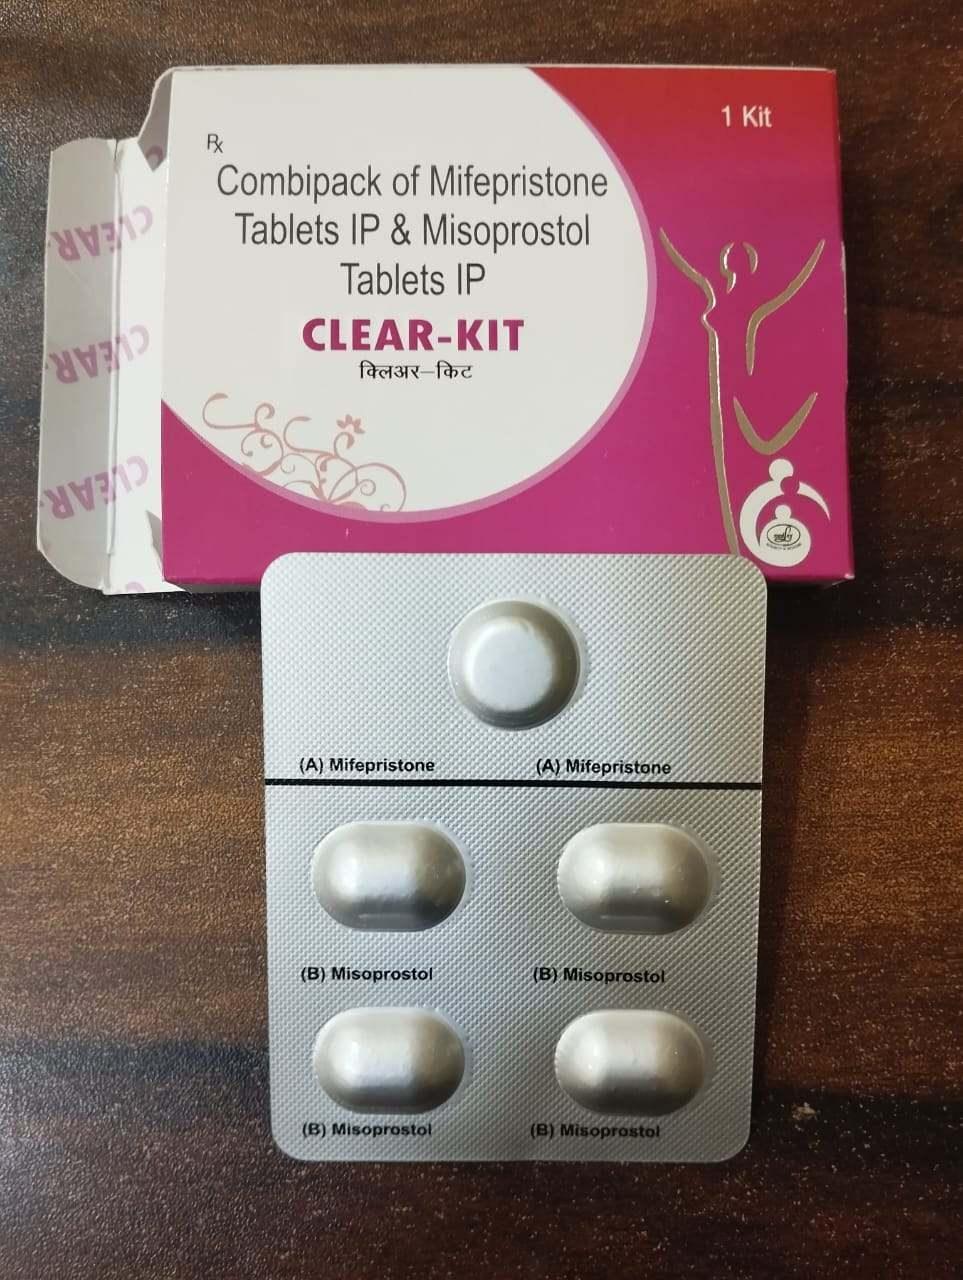 Rx
1 Kit
Combipack of Mifepristone
Tablets IP & Misoprostol
Tablets IP
CLEAR-KIT
क्लिअर–किट
CLEAR
CLEAR
CLEAR
(A) Mifepristone (A) Mifepristone
(B) Misoprostol (B) Misoprostol
(B) Misoprostol (B) Misoprostol